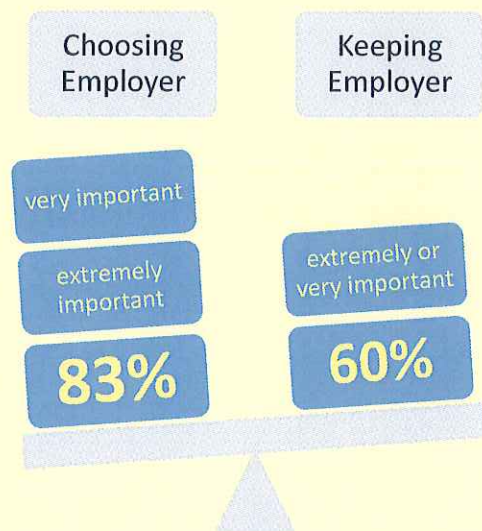 Choosing
Employer
very important
extremely
important
83%
Keeping
Employer
extremely or
very important
60%